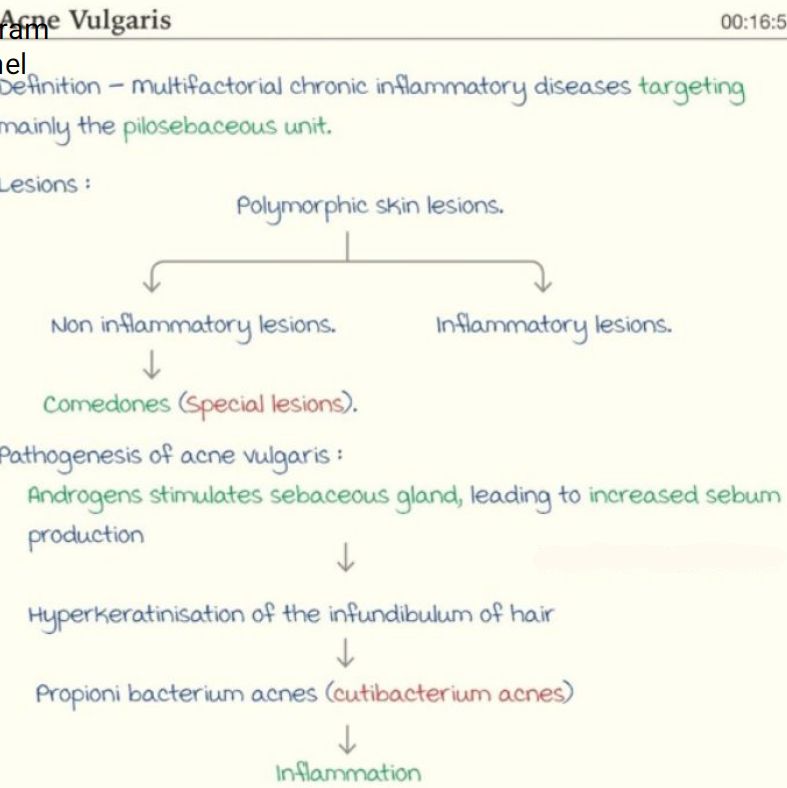 Acne Vulgaris
00:16:5
ram
el
Definition – multifactorial chronic inflammatory diseases targeting
mainly the pilosebaceous unit.
Lesions :
Polymorphic skin lesions.
Non inflammatory lesions.
Inflammatory lesions.
Comedones (Special lesions).
Pathogenesis of acne vulgaris :
Androgens stimulates sebaceous gland, leading to increased sebum
production
Hyperkeratinisation of the infundibulum of hair
Propioni bacterium acnes (cutibacterium acnes)
Inflammation